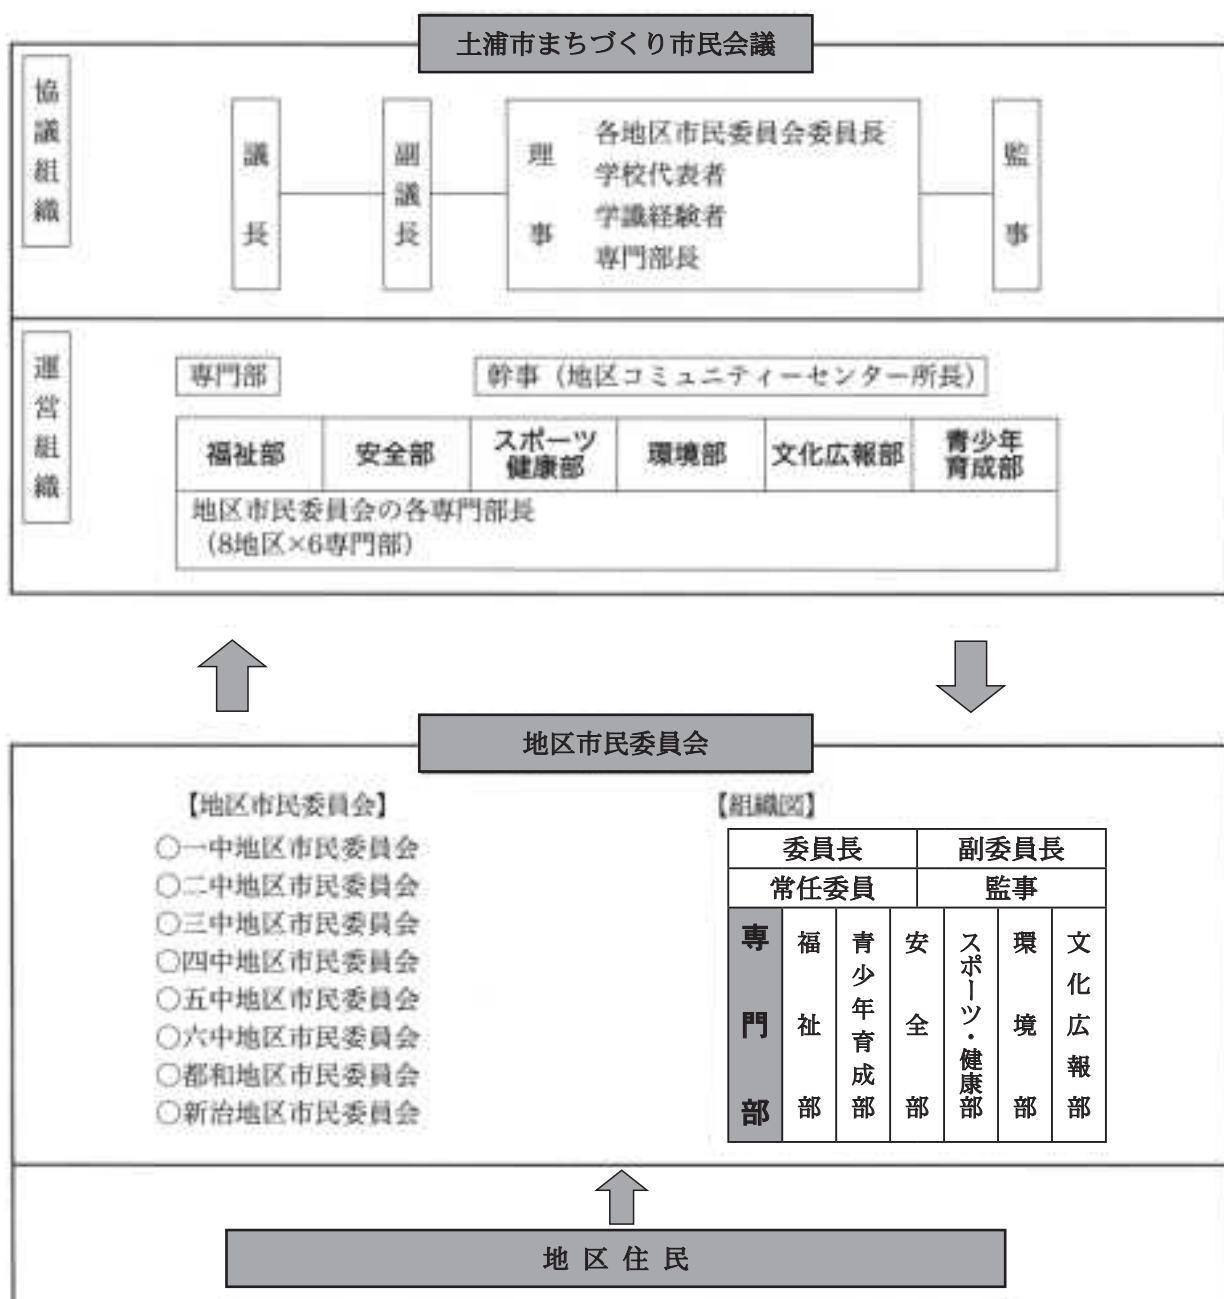 土浦市まちづくり市民会議
協議組織
議長
副議長
理事
各地区市民委員会委員長
学校代表者
学識経験者
専門部長
監事
運営組織
専門部
幹事（地区コミュニティーセンター所長）
福祉部
安全部
スポーツ
健康部
環境部
文化広報部
青少年
育成部
地区市民委員会の各専門部長
（8地区×6専門部）
地区市民委員会
【地区市民委員会】
○一中地区市民委員会
○二中地区市民委員会
○三中地区市民委員会
○四中地区市民委員会
○五中地区市民委員会
○六中地区市民委員会
○都和地区市民委員会
○新治地区市民委員会
【組織図】
委員長
副委員長
常任委員
監事
専門部
福祉部
青少年育成部
安全部
スポーツ・健康部
環境部
文化広報部
地区住民